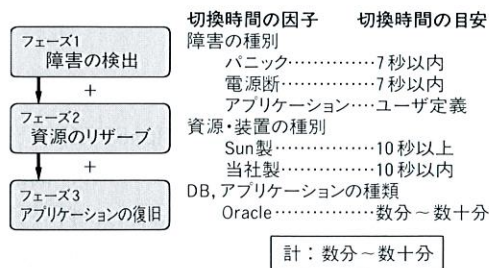 切換時間の因子 切換時間の目安
フェーズ1
障害の検出
+
フェーズ2
資源のリザーブ
+
フェーズ3
アプリケーションの復旧
障害の種別
パニック……………7秒以内
電源断………………7秒以内
アプリケーション…ユーザ定義
資源・装置の種別
Sun製………………10秒以上
当社製………………10秒以内
DB,アプリケーションの種類
Oracle……………数分～数十分
計：数分～数十分